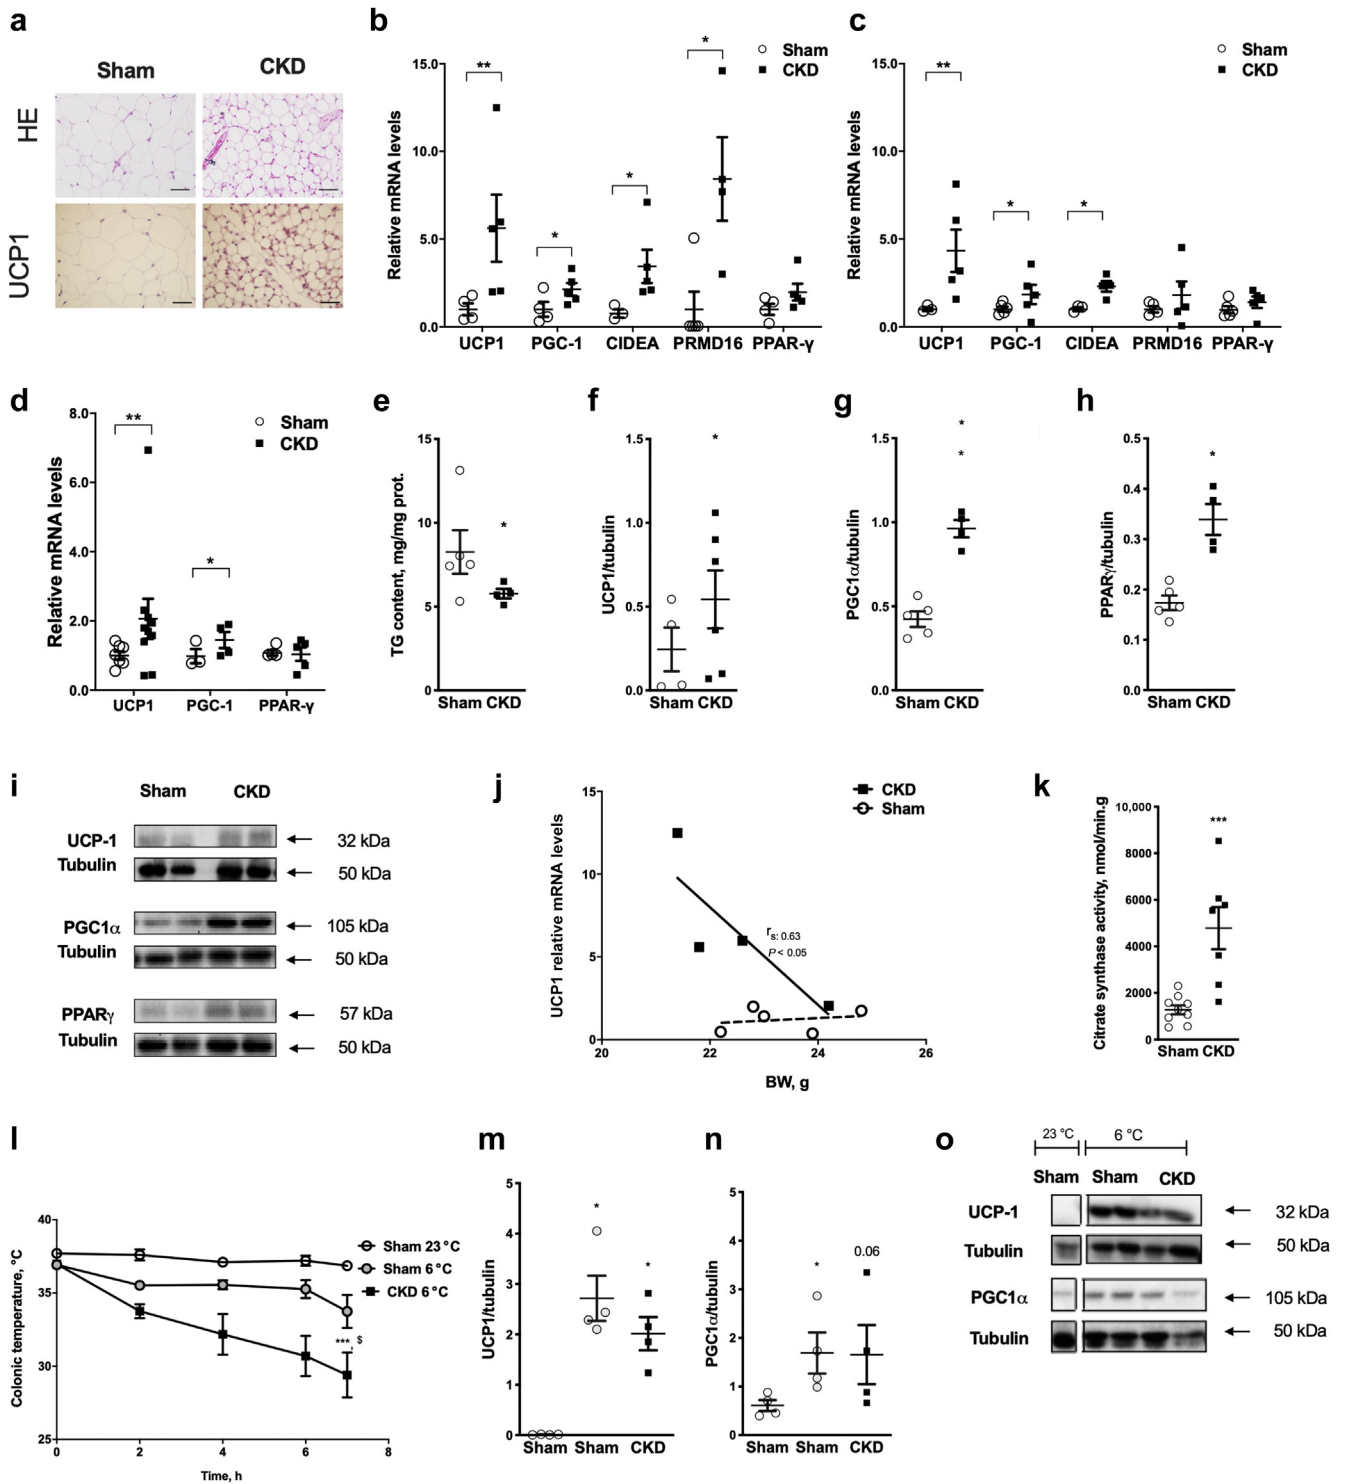 a
Sham
CKD
HE
UCP1
b
Relative mRNA levels
15.0
10.0
5.0
0.0
**
*
*
*
Sham
CKD
UCP1
PGC-1
CIDEA
PRMD16
PPAR-γ
c
Relative mRNA levels
15.0
10.0
5.0
0.0
**
*
*
Sham
CKD
UCP1
PGC-1
CIDEA
PRMD16
PPAR-γ
d
Relative mRNA levels
8.0
6.0
4.0
2.0
0.0
**
*
Sham
CKD
UCP1
PGC-1
PPAR-γ
e
TG content, mg/mg prot.
15
10
5
0
*
Sham CKD
f
UCP1/tubulin
1.5
1.0
0.5
0.0
*
Sham CKD
g
PGC1α/tubulin
1.5
1.0
0.5
0.0
*
*
Sham CKD
h
PPARγ/tubulin
0.5
0.4
0.3
0.2
0.1
0.0
*
Sham CKD
i
Sham
CKD
UCP-1
32 kDa
Tubulin
50 kDa
PGC1α
105 kDa
Tubulin
50 kDa
PPARγ
57 kDa
Tubulin
50 kDa
j
UCP1 relative mRNA levels
15
10
5
0
CKD
Sham
rs: 0.63
P < 0.05
20
22
24
26
BW, g
k
Citrate synthase activity, nmol/min.g
10,000
8000
6000
4000
2000
0
***
Sham CKD
l
Colonic temperature, °C
40
35
30
25
Sham 23 °C
Sham 6 °C
CKD 6 °C
***, $
0
2
4
6
8
Time, h
m
UCP1/tubulin
5
4
3
2
1
0
*
*
Sham Sham CKD
n
PGC1α/tubulin
5
4
3
2
1
0
*
0.06
Sham Sham CKD
o
23 °C
6 °C
Sham
Sham
CKD
UCP-1
32 kDa
Tubulin
50 kDa
PGC1α
105 kDa
Tubulin
50 kDa